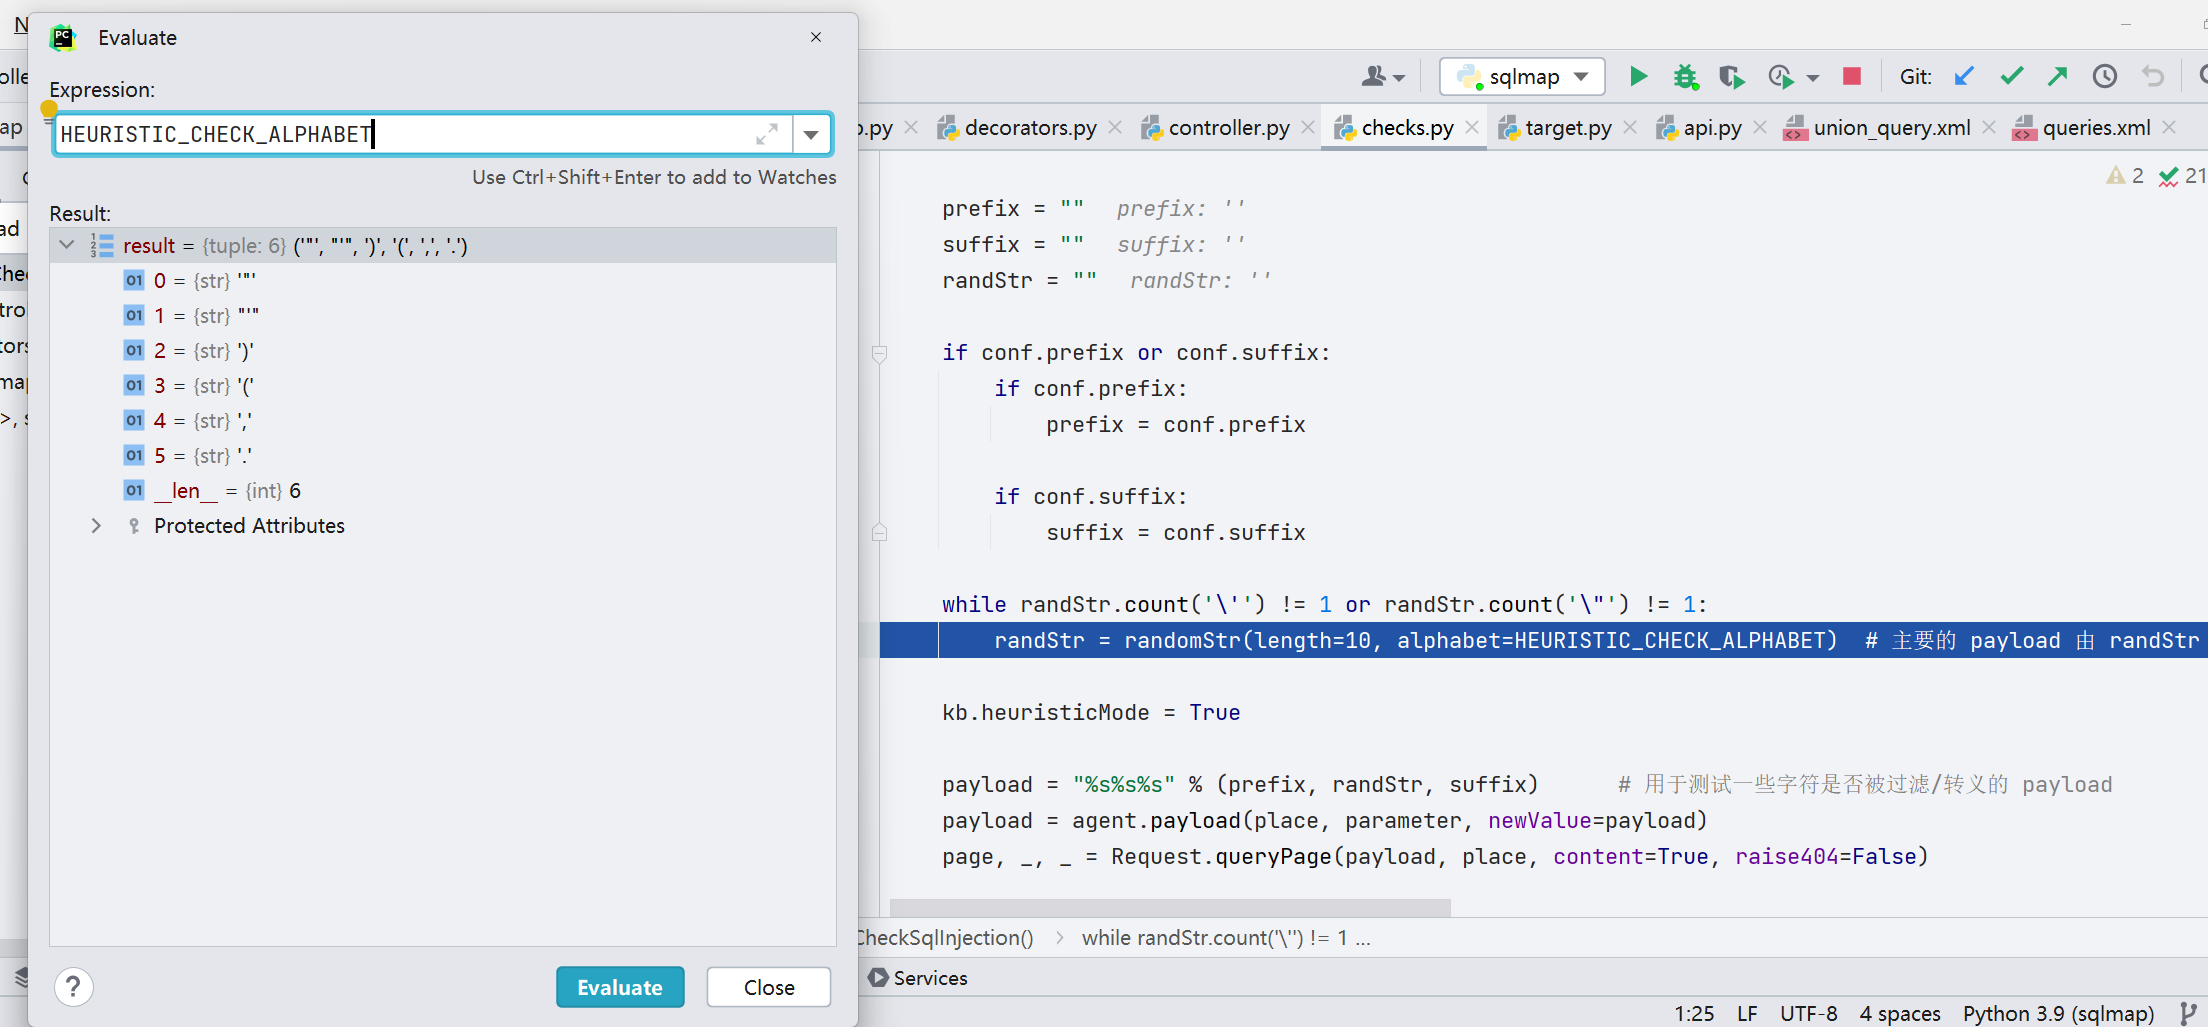 Evaluate
Expression:
HEURISTIC_CHECK_ALPHABET
Use Ctrl+Shift+Enter to add to Watches
Result:
result = {tuple: 6} ('"', "'", ')', '(', ',', '.')
0 = {str} '"'
1 = {str} "'"
2 = {str} ')'
3 = {str} '('
4 = {str} ','
5 = {str} '.'
__len__ = {int} 6
Protected Attributes
?
Evaluate
Close
sqlmap
Git:
.py
decorators.py
controller.py
checks.py
target.py
api.py
union_query.xml
queries.xml
2
21
prefix = "" prefix: ''
suffix = "" suffix: ''
randStr = "" randStr: ''
if conf.prefix or conf.suffix:
if conf.prefix:
prefix = conf.prefix
if conf.suffix:
suffix = conf.suffix
while randStr.count('\'') != 1 or randStr.count('\"') != 1:
randStr = randomStr(length=10, alphabet=HEURISTIC_CHECK_ALPHABET) # 主要的 payload 由 randStr
kb.heuristicMode = True
payload = "%s%s%s" % (prefix, randStr, suffix) # 用于测试一些字符是否被过滤/转义的 payload
payload = agent.payload(place, parameter, newValue=payload)
page, _, _ = Request.queryPage(payload, place, content=True, raise404=False)
CheckSqlInjection() > while randStr.count('\'') != 1 ...
Services
1:25 LF UTF-8 4 spaces Python 3.9 (sqlmap)